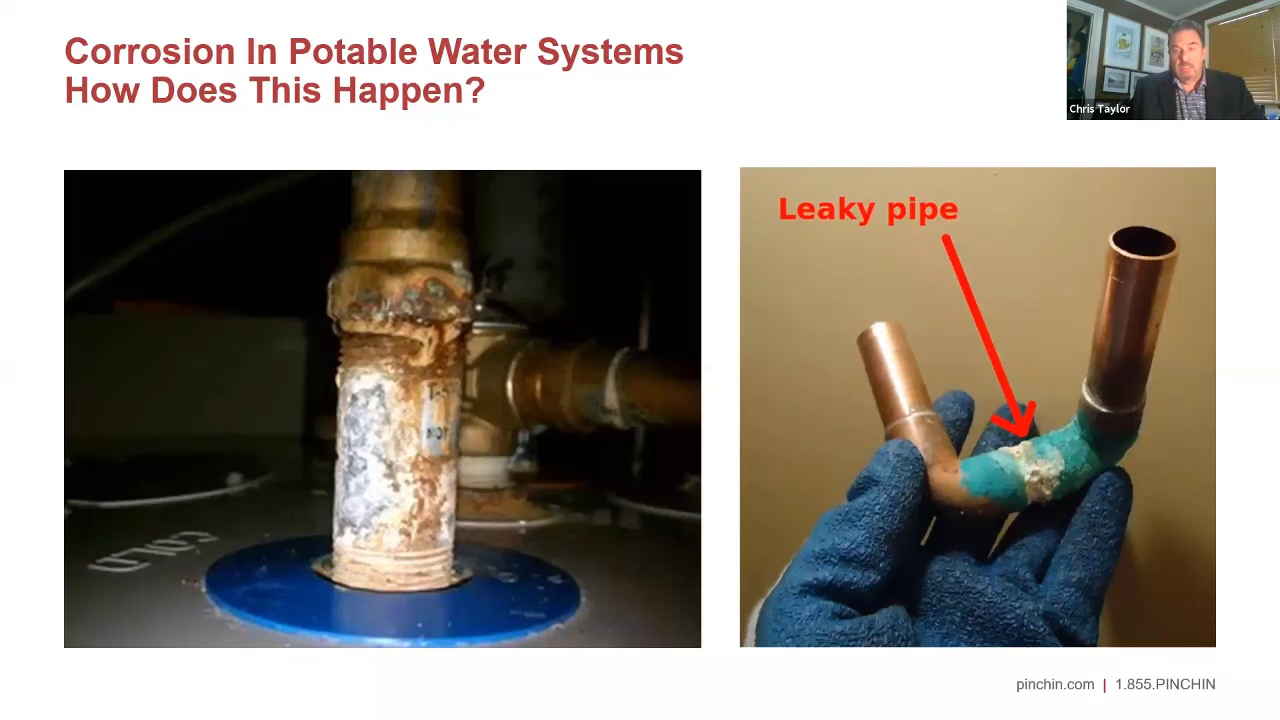 Corrosion In Potable Water Systems
How Does This Happen?
Chris Taylor
Leaky pipe
COLD
pinchin.com | 1.855.PINCHIN